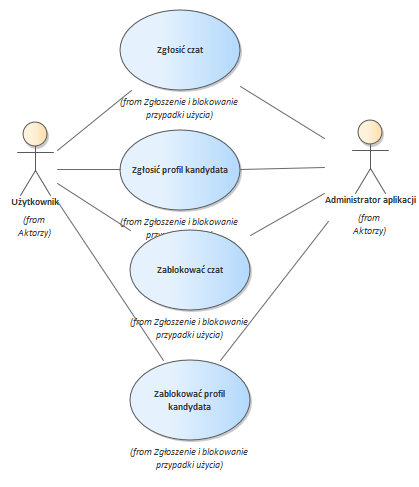 Zgłosić czat
(from Zgłoszenie i blokowanie
przypadki użycia)
Użytkownik
(from
Aktorzy)
Zgłosić profil kandydata
(from Zgłoszenie i blokowanie
Administrator aplikacji
(from
Aktorzy)
Zablokować czat
(from Zgłoszenie i blokowanie
przypadki użycia)
Zablokować profil
kandydata
(from Zgłoszenie i blokowanie
przypadki użycia)